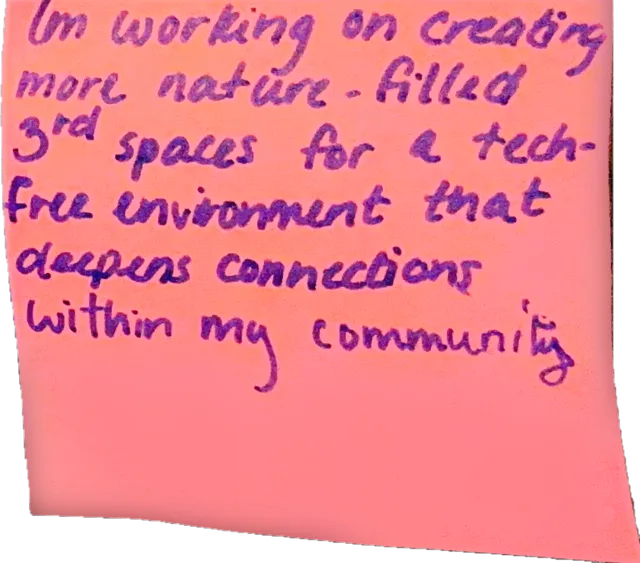 Im working on creating
more nature-filled
3rd spaces for a tech-
free environment that
deepens connections
within my community